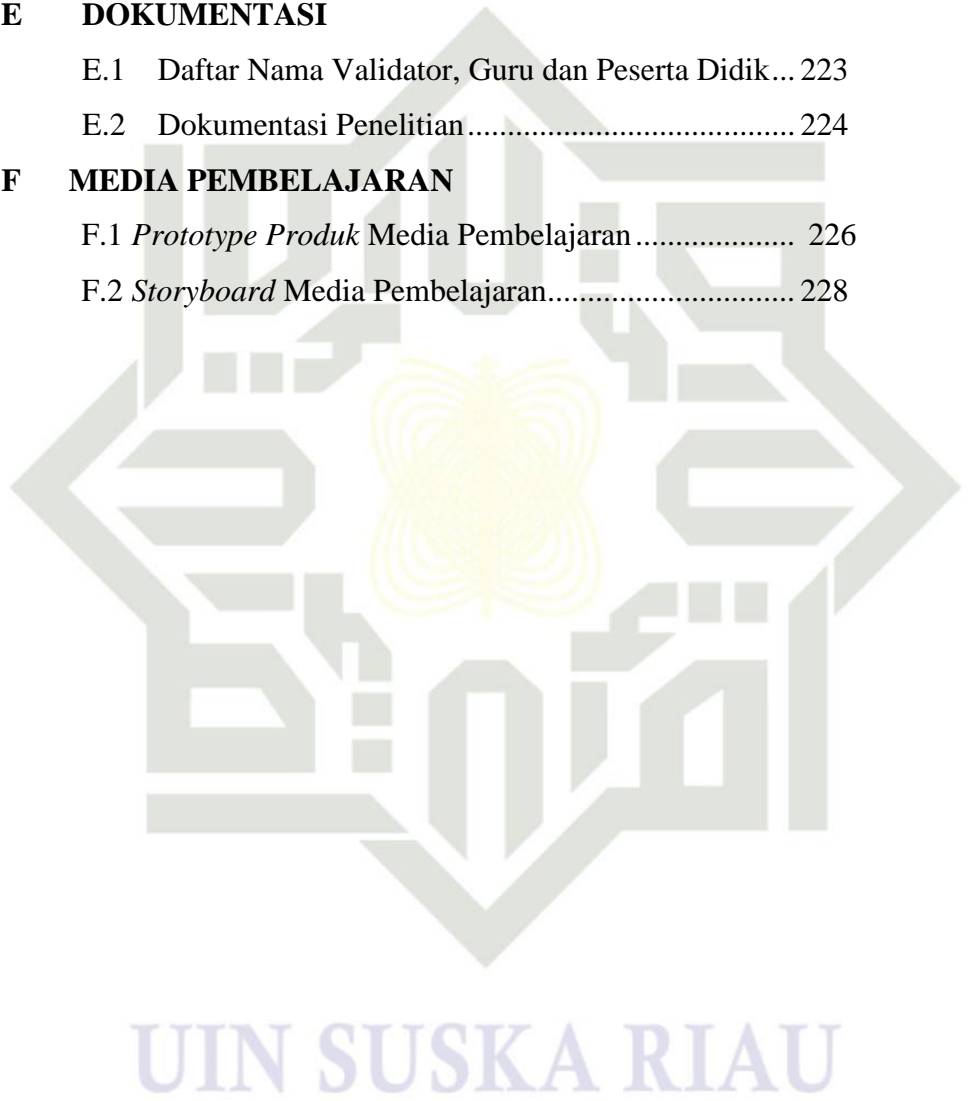 E DOKUMENTASI
E.1 Daftar Nama Validator, Guru dan Peserta Didik... 223
E.2 Dokumentasi Penelitian......................................... 224
F MEDIA PEMBELAJARAN
F.1 Prototype Produk Media Pembelajaran.................... 226
F.2 Storyboard Media Pembelajaran............................... 228
UIN SUSKA RIAU